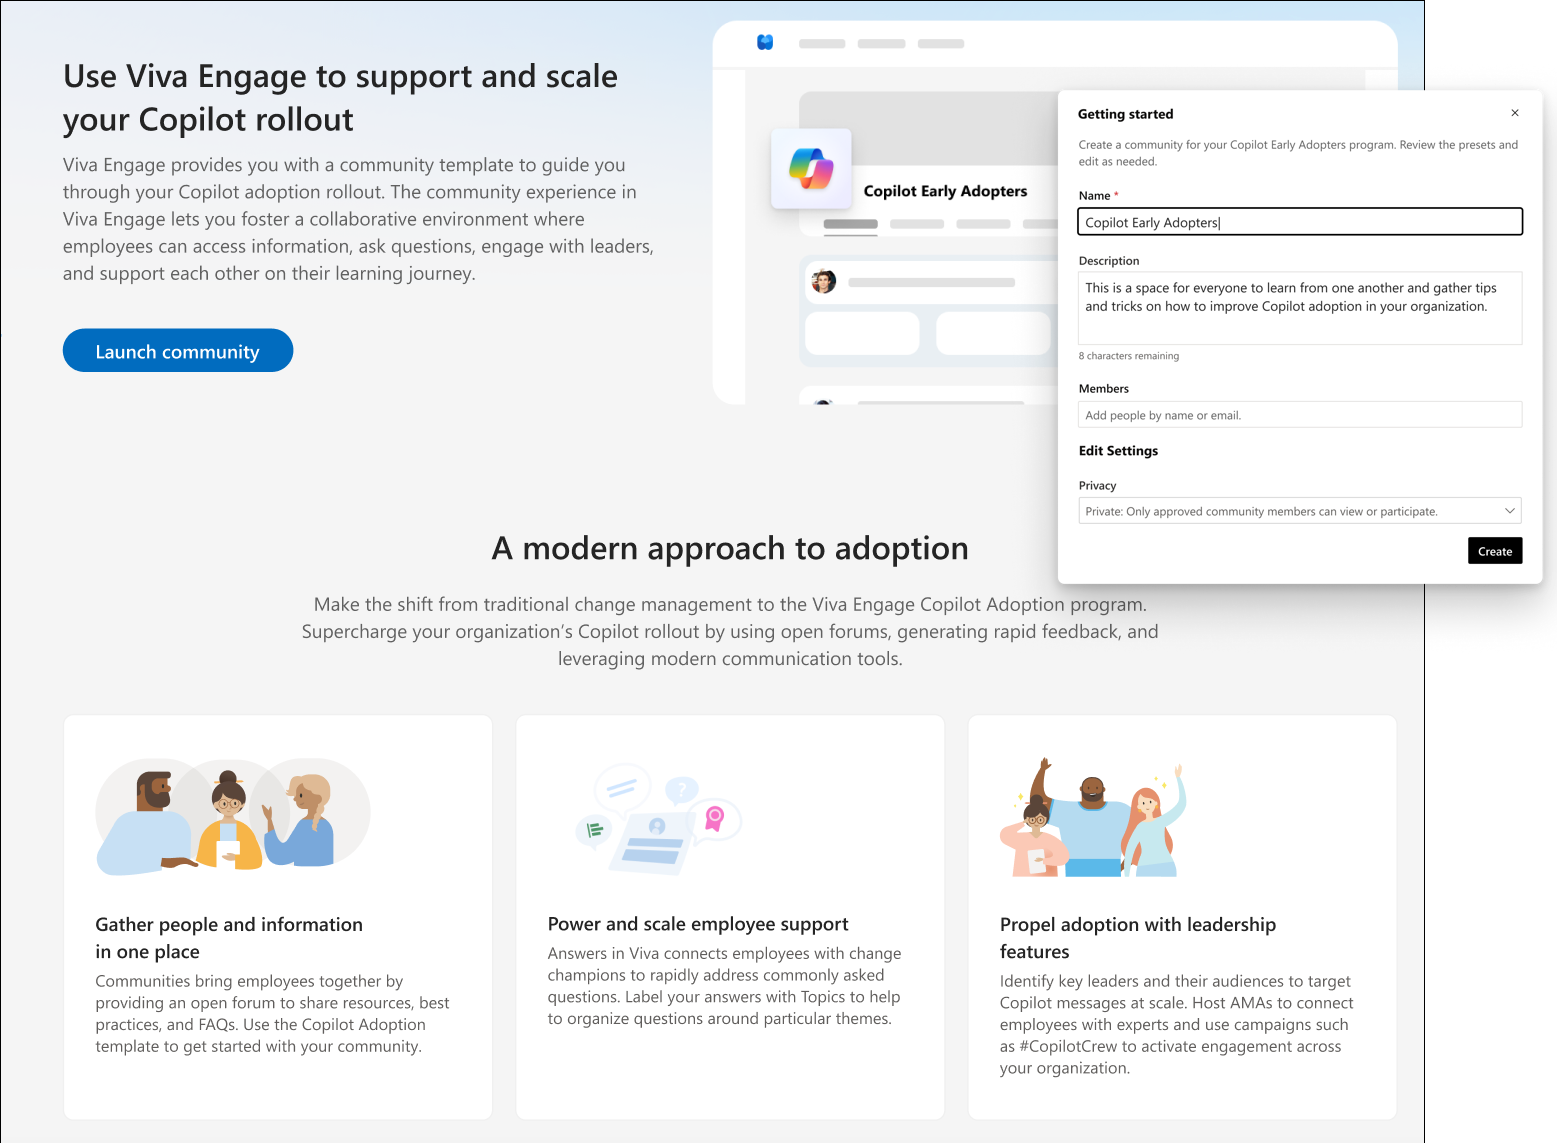 Use Viva Engage to support and scale
your Copilot rollout
Viva Engage provides you with a community template to guide you
through your Copilot adoption rollout. The community experience in
Viva Engage lets you foster a collaborative environment where
employees can access information, ask questions, engage with leaders,
and support each other on their learning journey.
Launch community
Copilot Early Adopters
Getting started
Create a community for your Copilot Early Adopters program. Review the presets and
edit as needed.
Name *
Copilot Early Adopters
Description
This is a space for everyone to learn from one another and gather tips
and tricks on how to improve Copilot adoption in your organization.
8 characters remaining
Members
Add people by name or email.
Edit Settings
Privacy
Private: Only approved community members can view or participate.
Create
A modern approach to adoption
Make the shift from traditional change management to the Viva Engage Copilot Adoption program.
Supercharge your organization’s Copilot rollout by using open forums, generating rapid feedback, and
leveraging modern communication tools.
?
Gather people and information
in one place
Communities bring employees together by
providing an open forum to share resources, best
practices, and FAQs. Use the Copilot Adoption
template to get started with your community.
Power and scale employee support
Answers in Viva connects employees with change
champions to rapidly address commonly asked
questions. Label your answers with Topics to help
to organize questions around particular themes.
Propel adoption with leadership
features
Identify key leaders and their audiences to target
Copilot messages at scale. Host AMAs to connect
employees with experts and use campaigns such
as #CopilotCrew to activate engagement across
your organization.